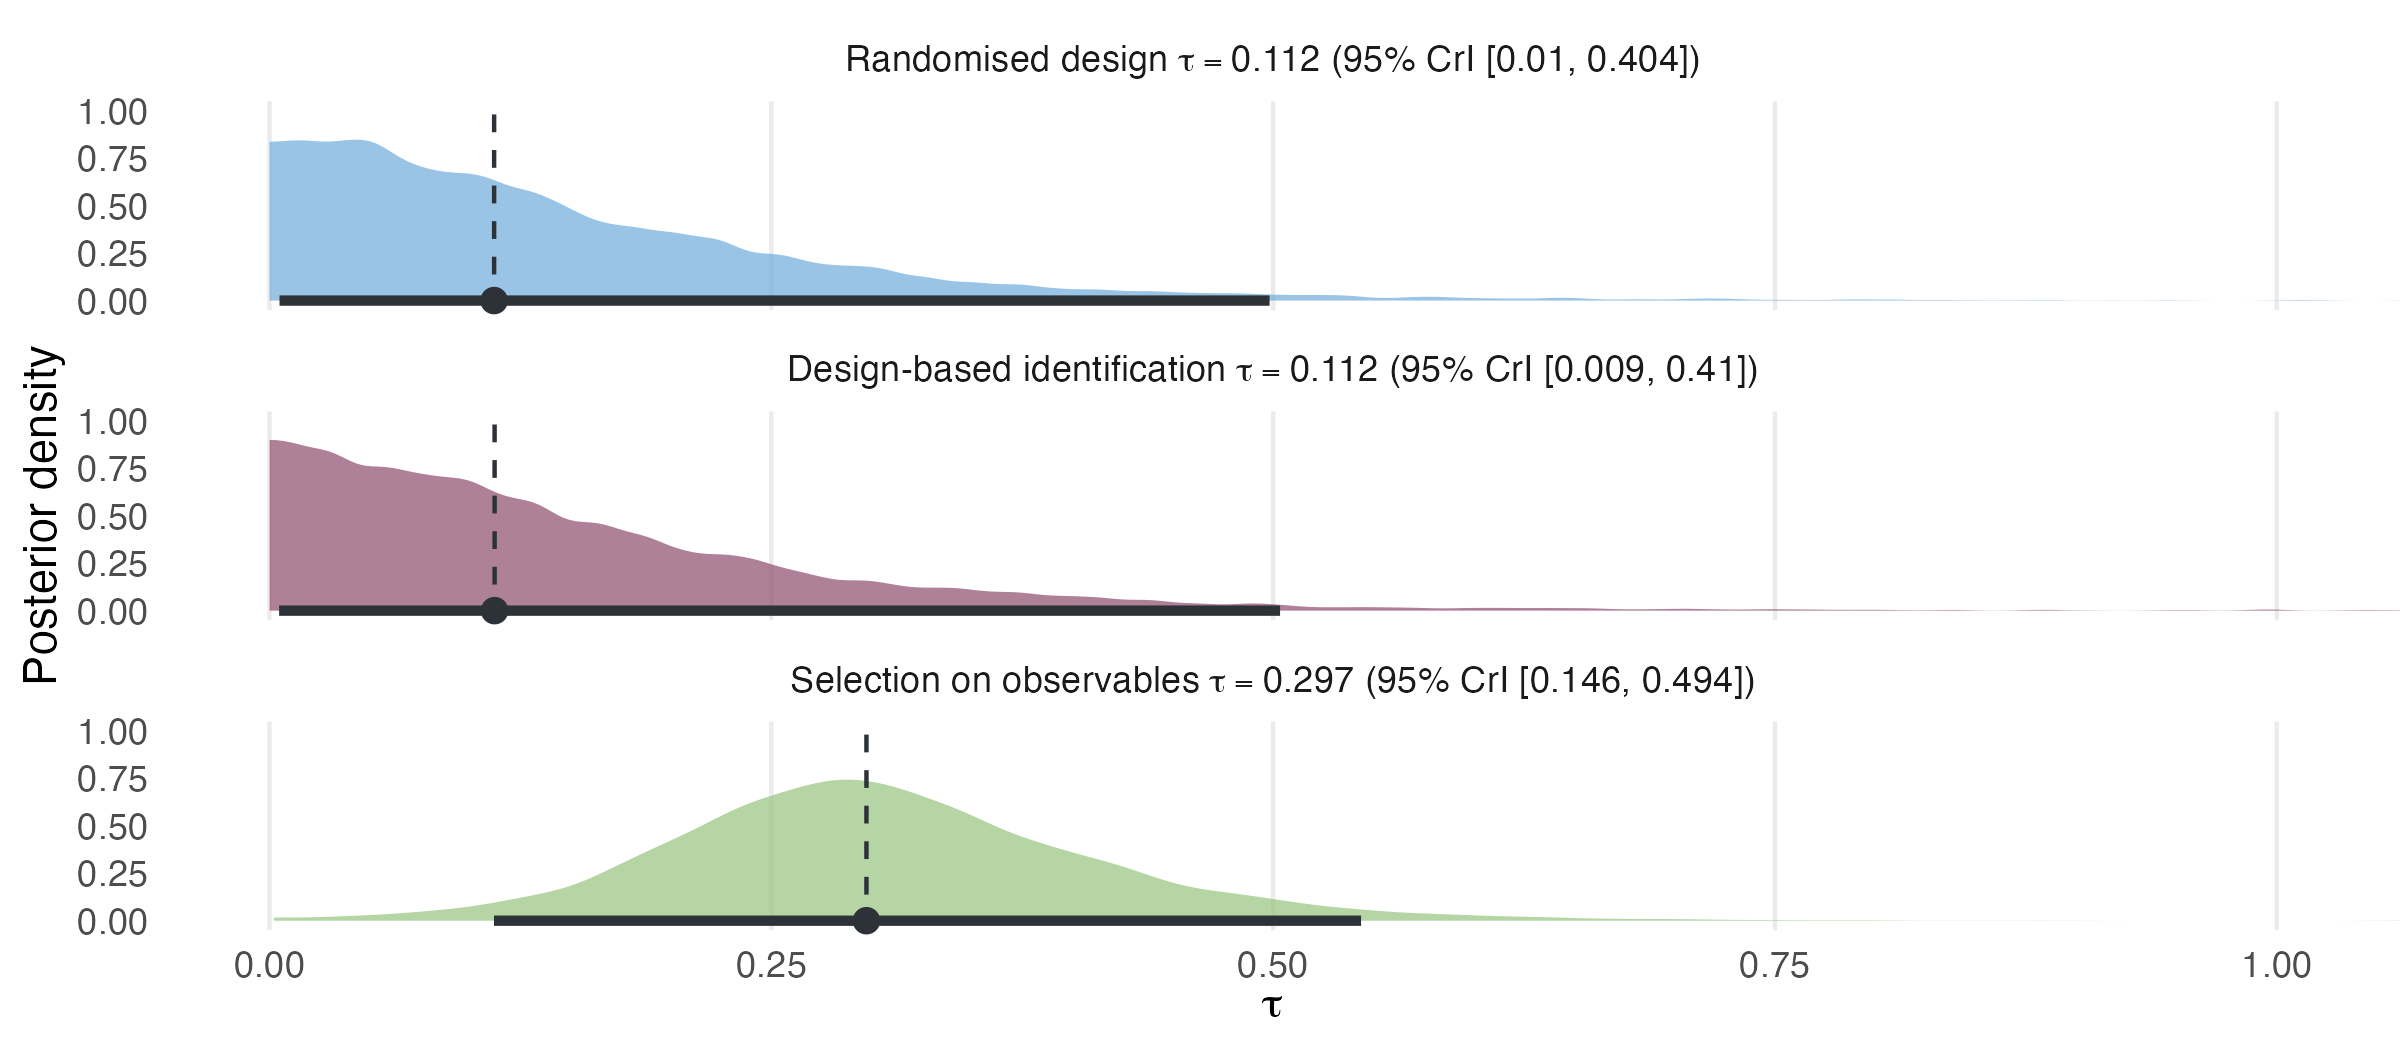 Randomised design τ = 0.112 (95% CrI [0.01, 0.404])
1.00
0.75
0.50
0.25
0.00
Design-based identification τ = 0.112 (95% CrI [0.009, 0.41])
1.00
0.75
0.50
0.25
0.00
Posterior density
Selection on observables τ = 0.297 (95% CrI [0.146, 0.494])
1.00
0.75
0.50
0.25
0.00
0.00 0.25 0.50 0.75 1.00
τ